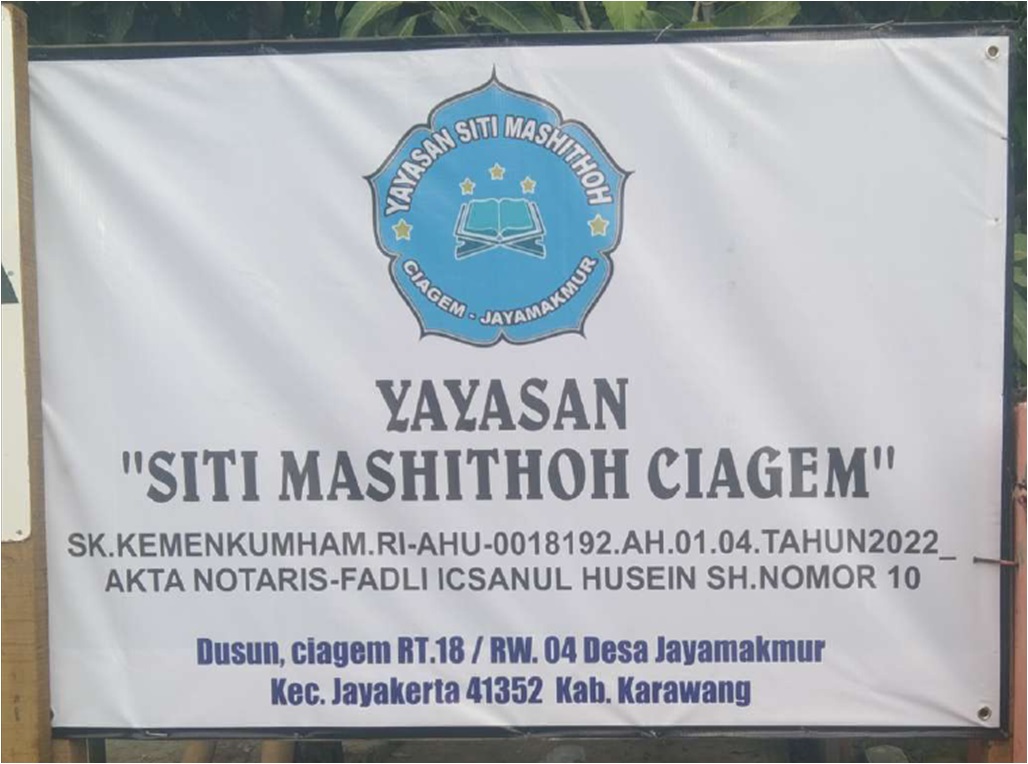 YAYASAN SITI MASHITHOH
CIAGEM - JAYAMAKMUR
YAYASAN
"SITI MASHITHOH CIAGEM"
SK.KEMENKUMHAM.RI-AHU-0018192.AH.01.04.TAHUN2022_
AKTA NOTARIS-FADLI ICSANUL HUSEIN SH.NOMOR 10
Dusun, ciagem RT.18 / RW. 04 Desa Jayamakmur
Kec. Jayakerta 41352 Kab. Karawang